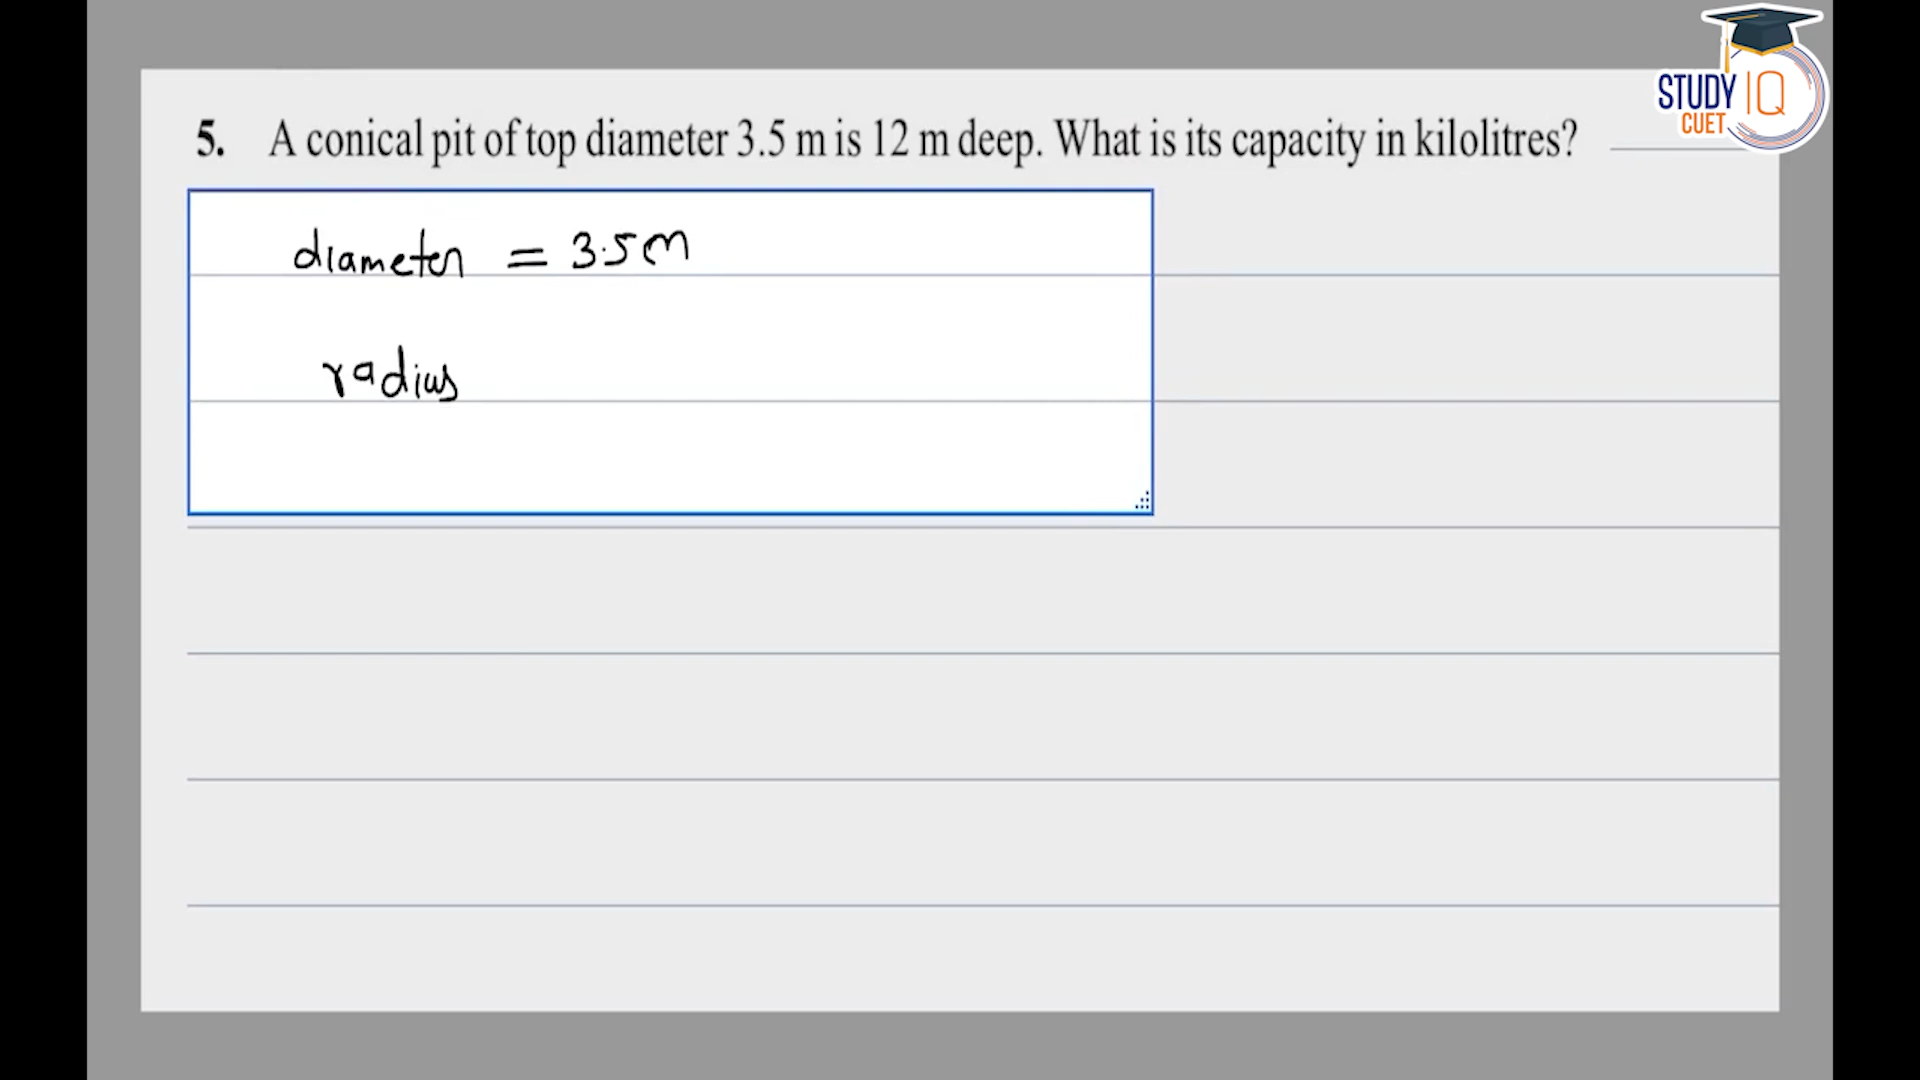 STUDY IQ
CUET
5. A conical pit of top diameter 3.5 m is 12 m deep. What is its capacity in kilolitres?
diameter = 3.5m
radius